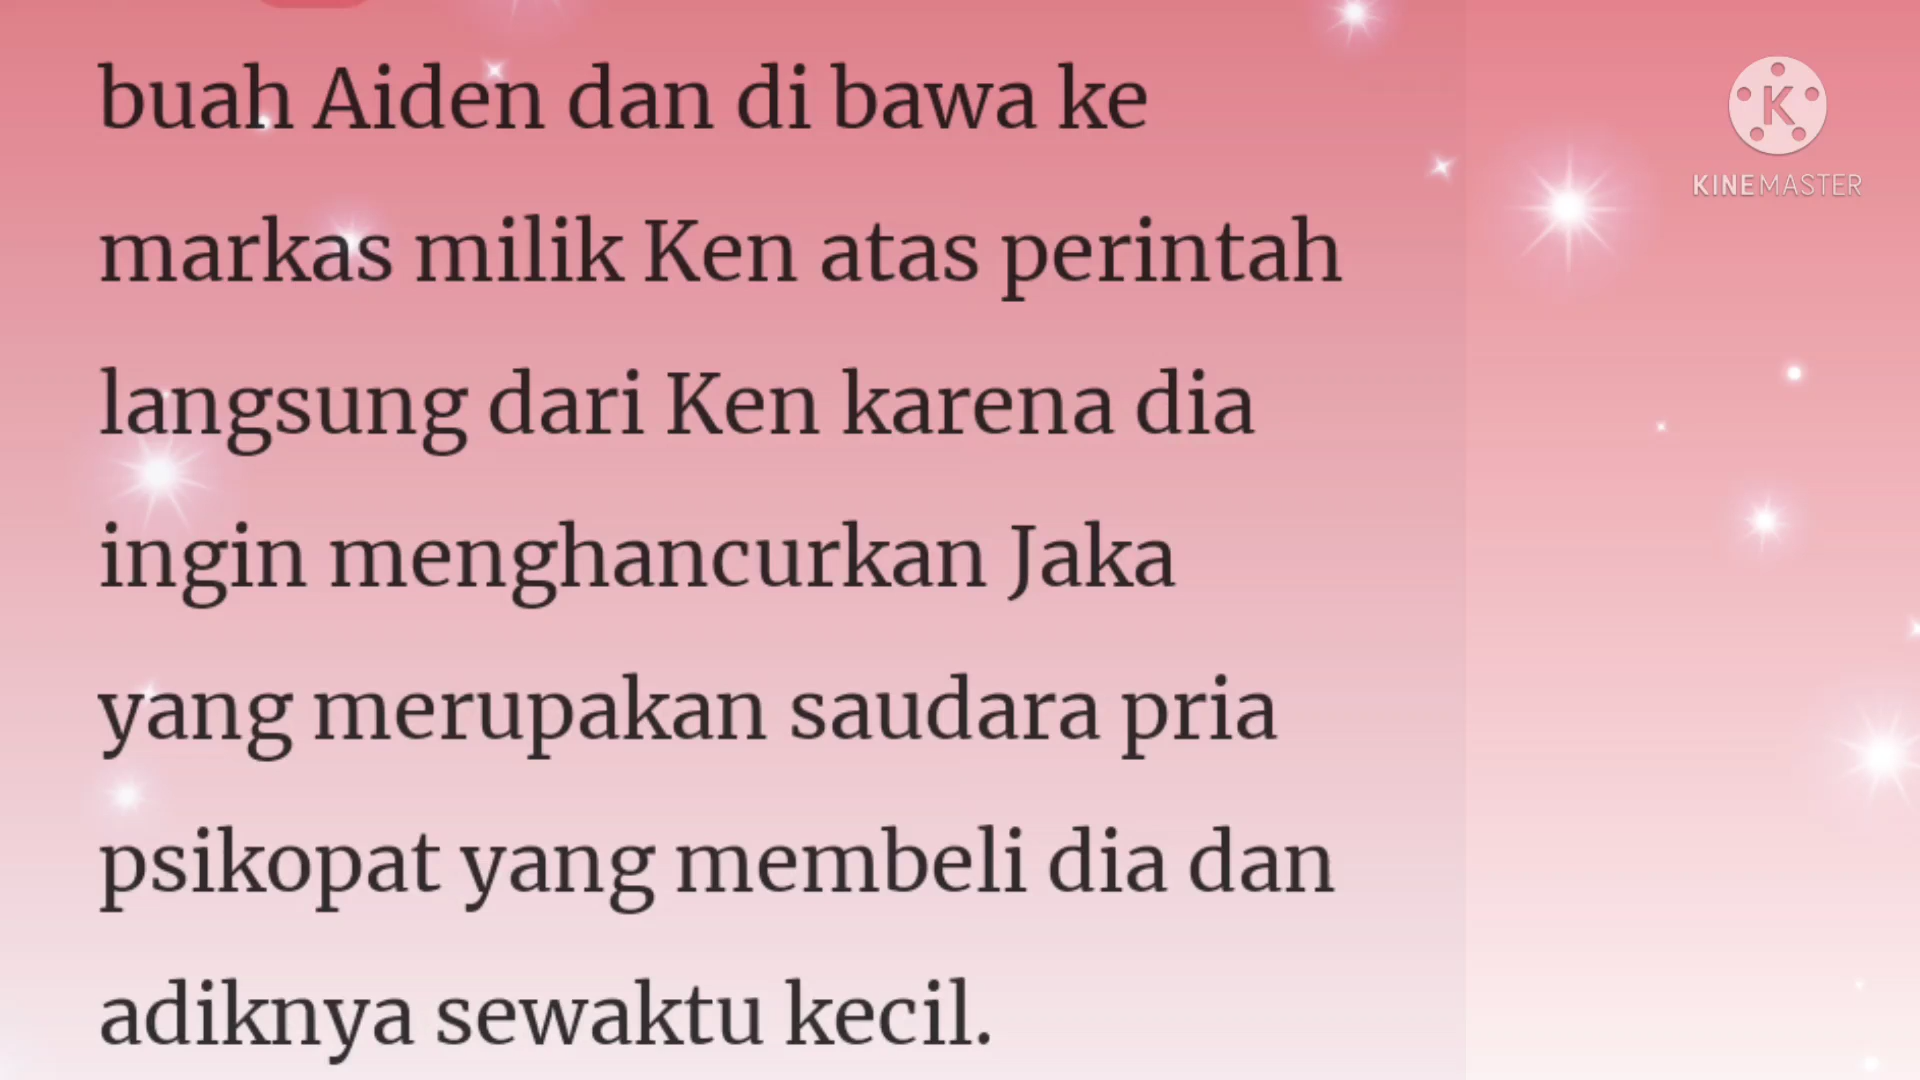 buah Aiden dan di bawa ke
markas milik Ken atas perintah
langsung dari Ken karena dia
ingin menghancurkan Jaka
yang merupakan saudara pria
psikopat yang membeli dia dan
adiknya sewaktu kecil.
K
KINEMASTER